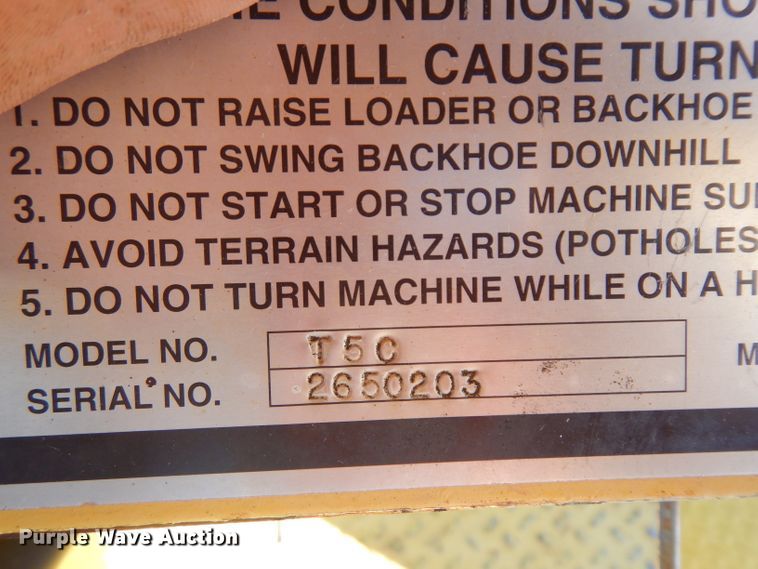 CONDITIONS
WILL CAUSE TURN
1. DO NOT RAISE LOADER OR BACKHOE
2. DO NOT SWING BACKHOE DOWNHILL
3. DO NOT START OR STOP MACHINE SU
4. AVOID TERRAIN HAZARDS (POTHOLES
5. DO NOT TURN MACHINE WHILE ON A H
MODEL NO. T5C M
SERIAL NO. 2650203
Purple Wave Auction